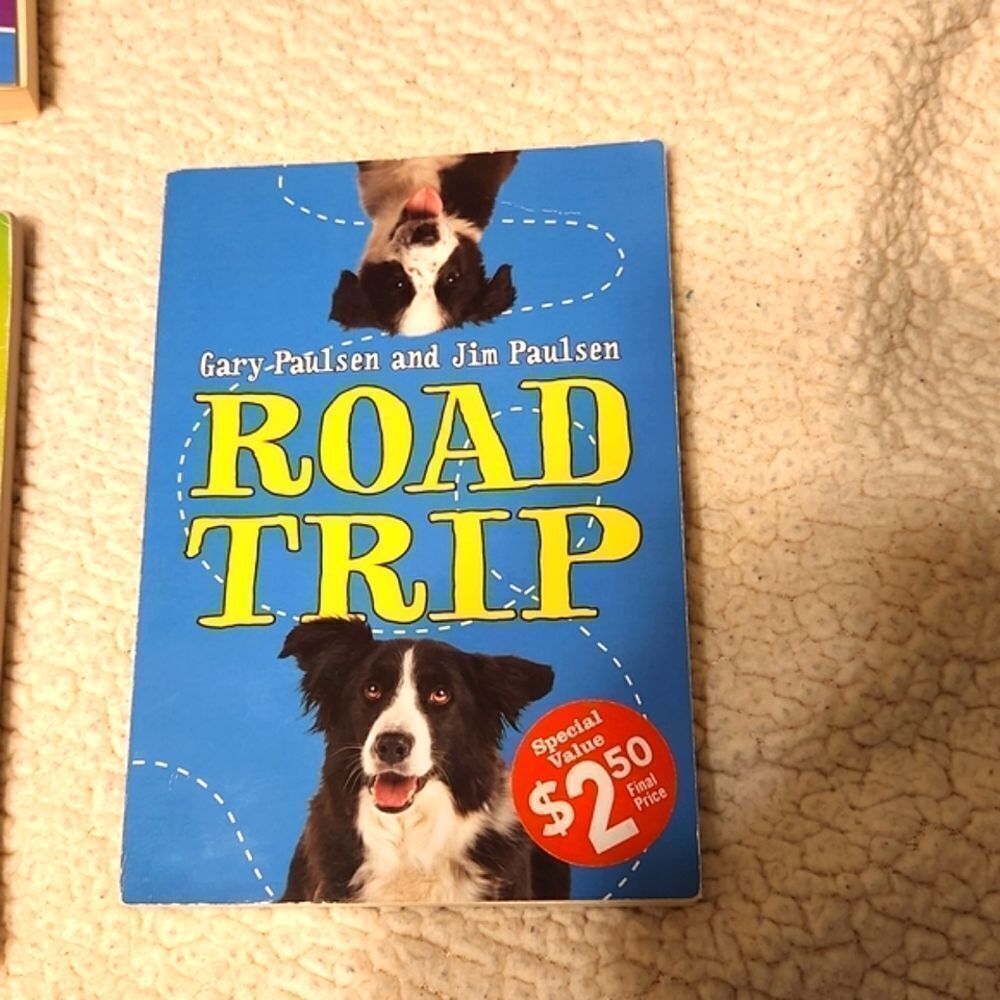 Gary Paulsen and Jim Paulsen
ROAD
TRIP
Special
Value
$2.50
Final
Price